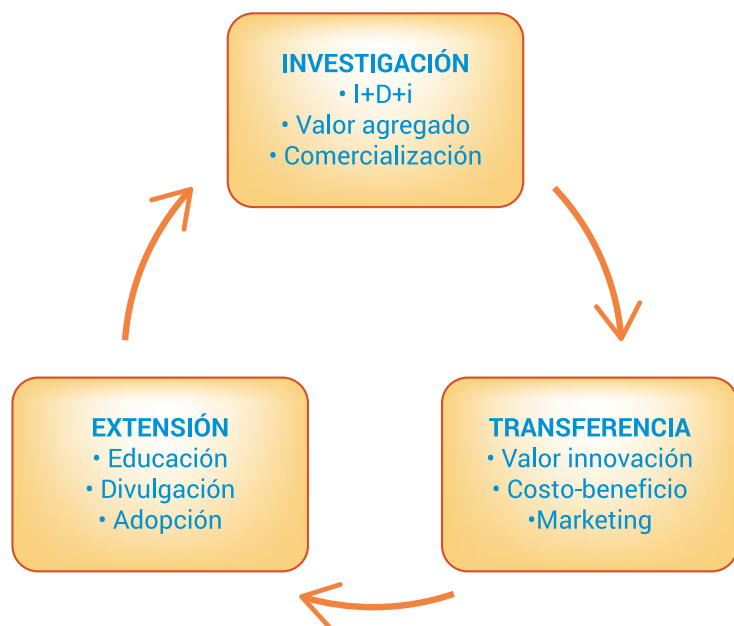 INVESTIGACIÓN
• I+D+i
• Valor agregado
• Comercialización
EXTENSIÓN
• Educación
• Divulgación
• Adopción
TRANSFERENCIA
• Valor innovación
• Costo-beneficio
•Marketing